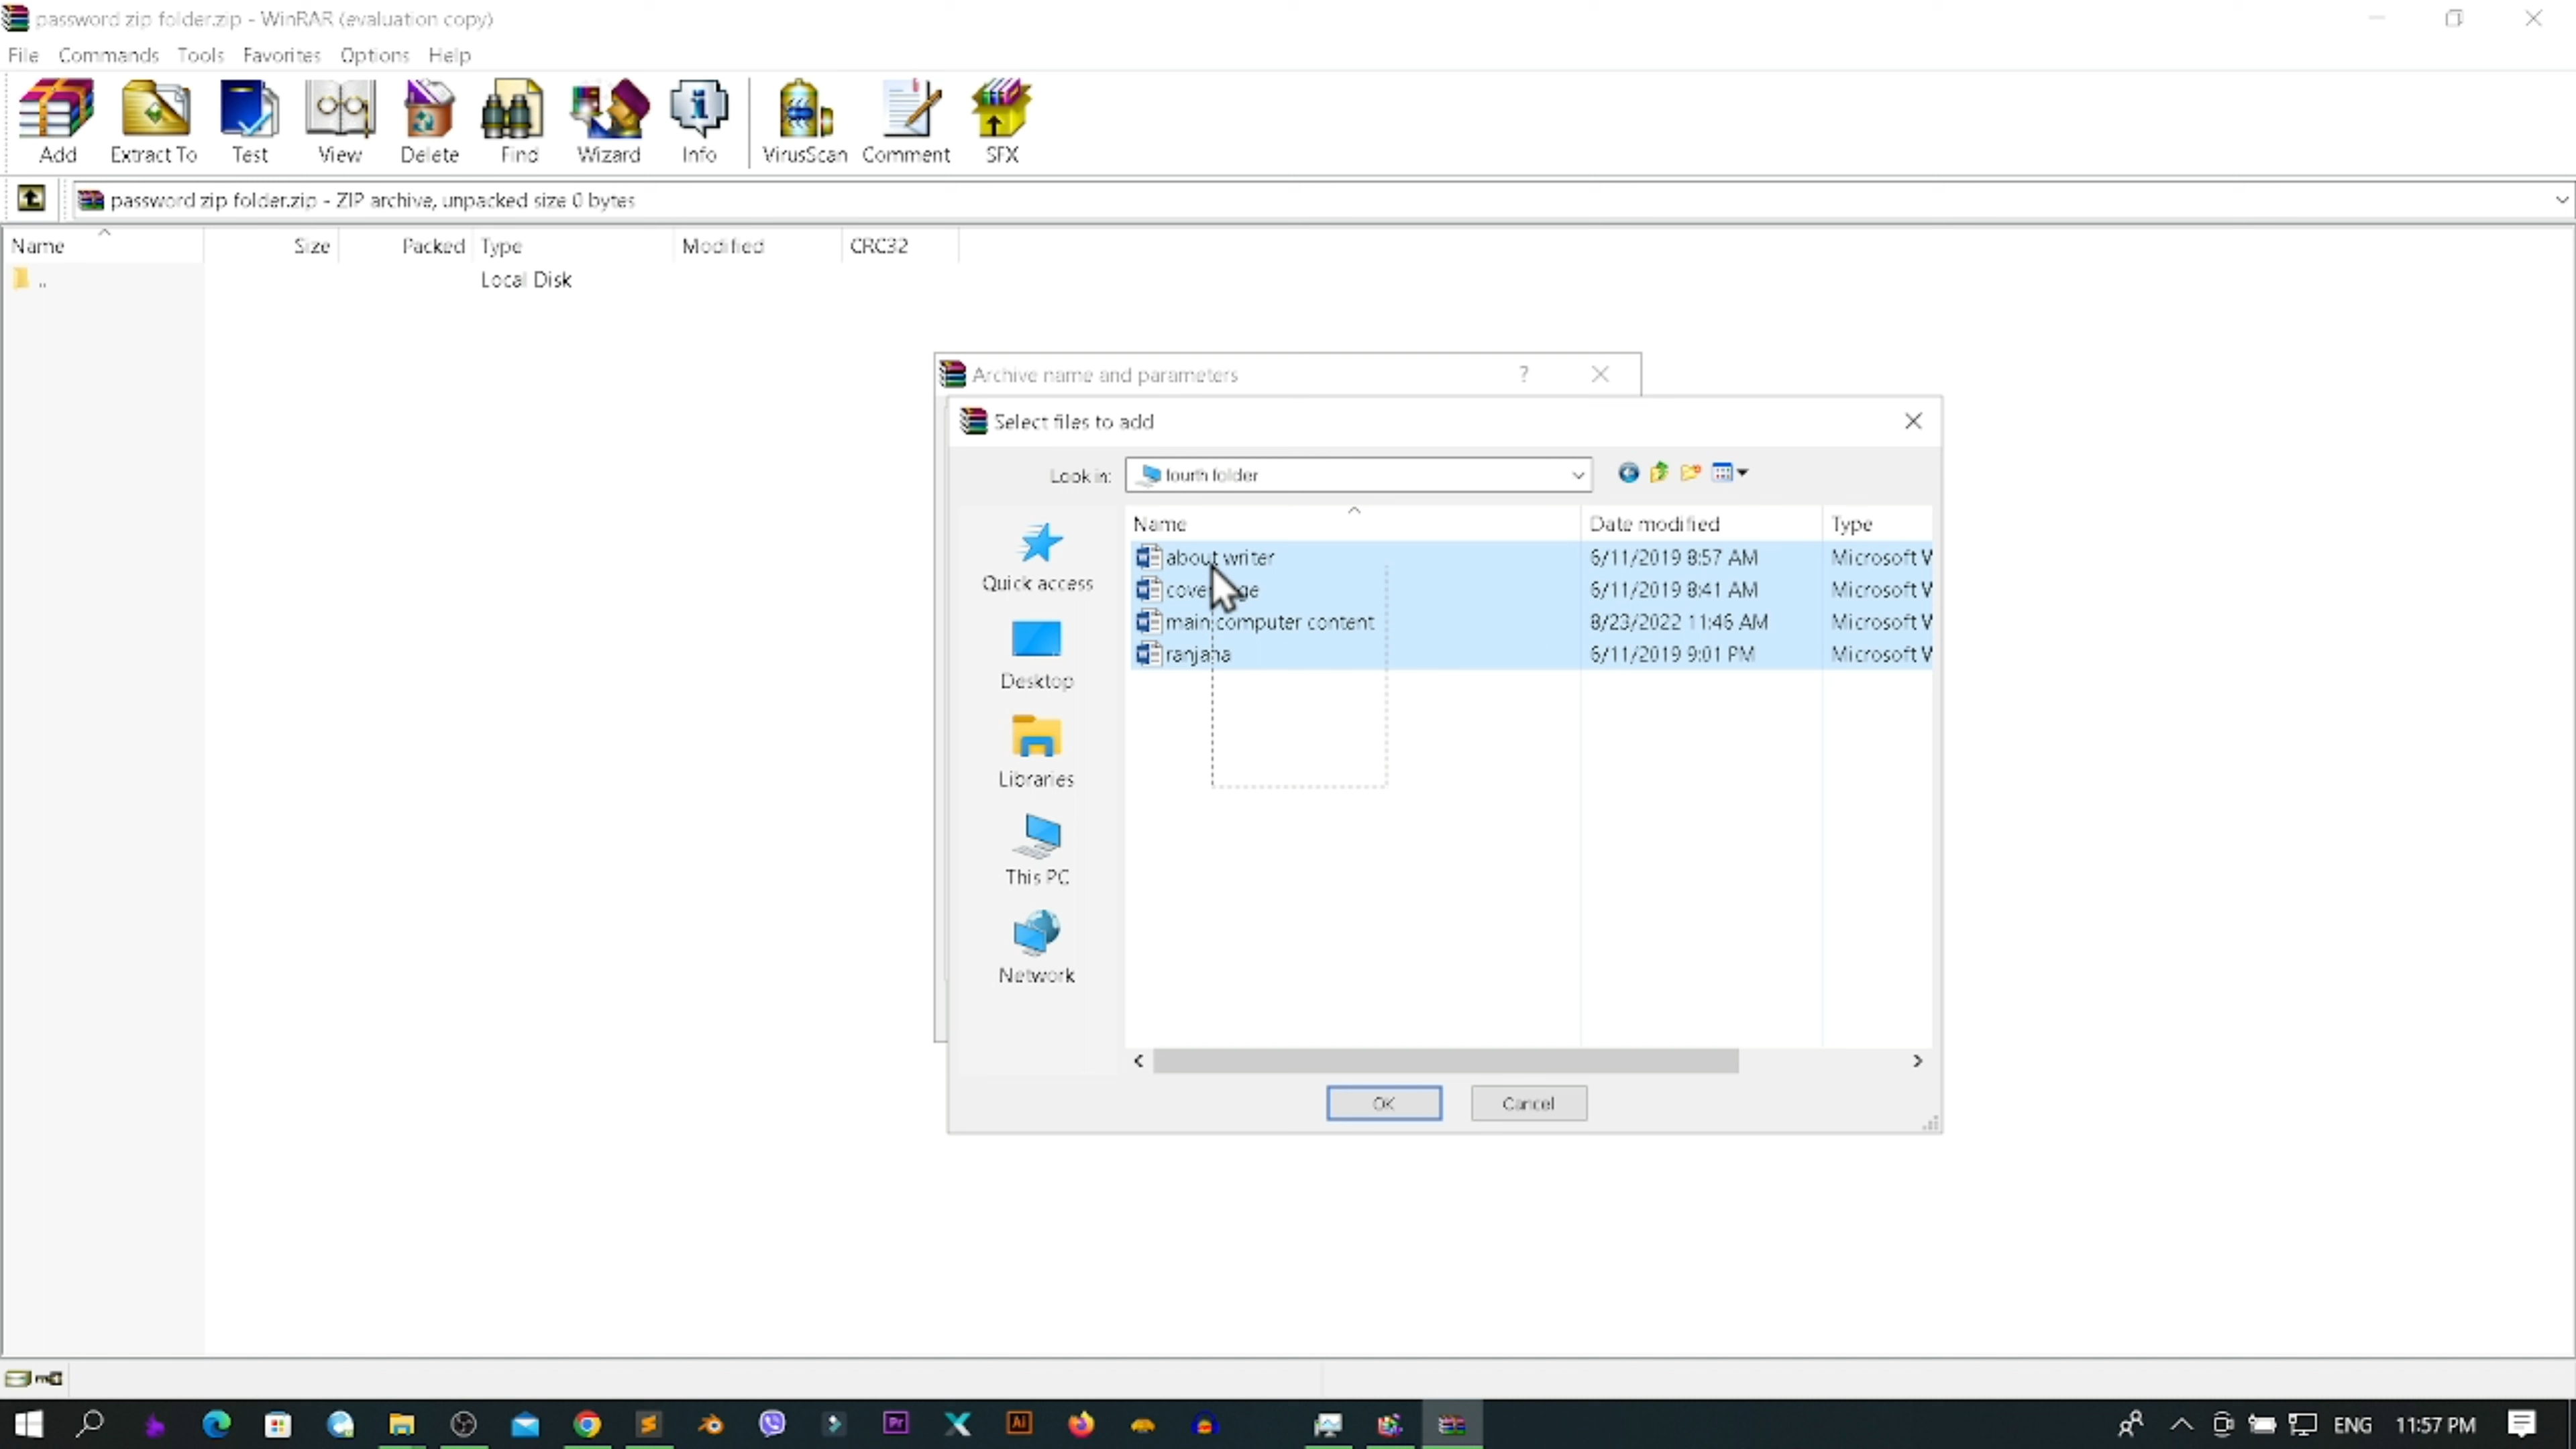 password zip folder.zip - WinRAR (evaluation copy)
File Commands Tools Favorites Options Help
Add Extract To Test View Delete Find Wizard Info VirusScan Comment SFX
password zip folder.zip - ZIP archive, unpacked size 0 bytes
Name Size Packed Type Modified CRC32
.. Local Disk
Archive name and parameters ?
Select files to add
Look in: fourth folder
Name Date modified Type
about writer 6/11/2019 8:57 AM Microsoft W
6/11/2019 8:41 AM Microsoft W
main computer content 8/23/2022 11:46 AM Microsoft W
ranjana 6/11/2019 9:01 PM Microsoft W
Quick access
Desktop
Libraries
This PC
Network
OK Cancel
Pr Ai ENG 11:57 PM